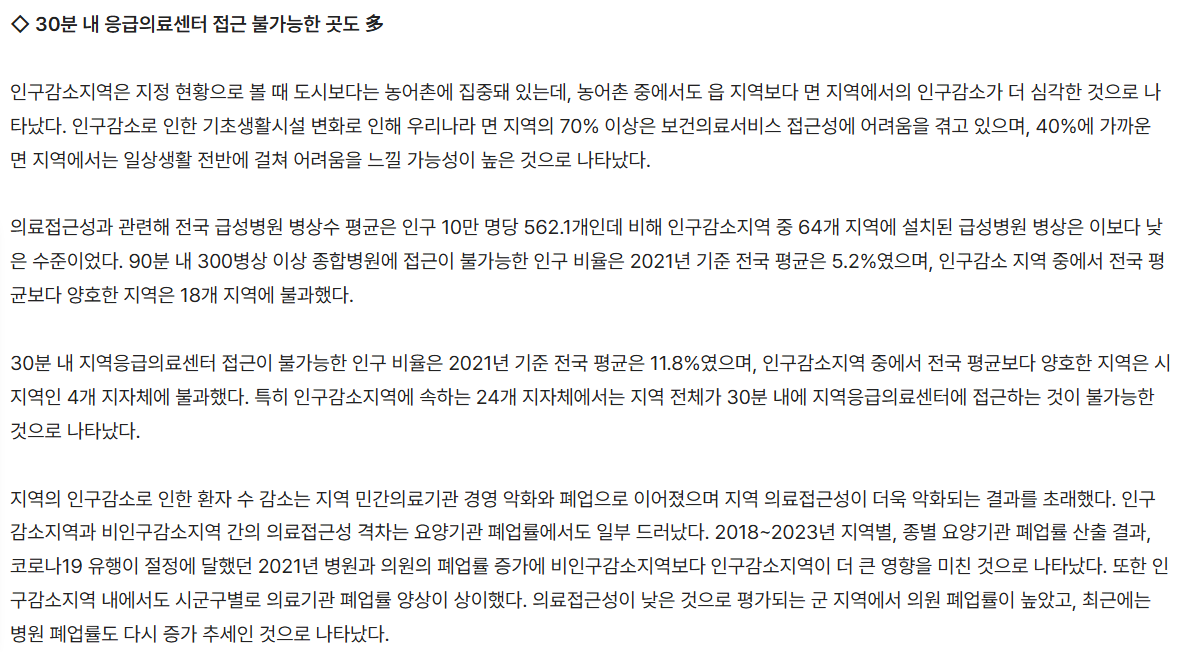 ◇ 30분 내 응급의료센터 접근 불가능한 곳도 多
인구감소지역은 지정 현황으로 볼 때 도시보다는 농어촌에 집중돼 있는데, 농어촌 중에서도 읍 지역보다 면 지역에서의 인구감소가 더 심각한 것으로 나
타났다. 인구감소로 인한 기초생활시설 변화로 인해 우리나라 면 지역의 70% 이상은 보건의료서비스 접근성에 어려움을 겪고 있으며, 40%에 가까운
면 지역에서는 일상생활 전반에 걸쳐 어려움을 느낄 가능성이 높은 것으로 나타났다.
의료접근성과 관련해 전국 급성병원 병상수 평균은 인구 10만 명당 562.1개인데 비해 인구감소지역 중 64개 지역에 설치된 급성병원 병상은 이보다 낮
은 수준이었다. 90분 내 300병상 이상 종합병원에 접근이 불가능한 인구 비율은 2021년 기준 전국 평균은 5.2%였으며, 인구감소 지역 중에서 전국 평
균보다 양호한 지역은 18개 지역에 불과했다.
30분 내 지역응급의료센터 접근이 불가능한 인구 비율은 2021년 기준 전국 평균은 11.8%였으며, 인구감소지역 중에서 전국 평균보다 양호한 지역은 시
지역인 4개 지자체에 불과했다. 특히 인구감소지역에 속하는 24개 지자체에서는 지역 전체가 30분 내에 지역응급의료센터에 접근하는 것이 불가능한
것으로 나타났다.
지역의 인구감소로 인한 환자 수 감소는 지역 민간의료기관 경영 악화와 폐업으로 이어졌으며 지역 의료접근성이 더욱 악화되는 결과를 초래했다. 인구
감소지역과 비인구감소지역 간의 의료접근성 격차는 요양기관 폐업률에서도 일부 드러났다. 2018~2023년 지역별, 종별 요양기관 폐업률 산출 결과,
코로나19 유행이 절정에 달했던 2021년 병원과 의원의 폐업률 증가에 비인구감소지역보다 인구감소지역이 더 큰 영향을 미친 것으로 나타났다. 또한 인
구감소지역 내에서도 시군구별로 의료기관 폐업률 양상이 상이했다. 의료접근성이 낮은 것으로 평가되는 군 지역에서 의원 폐업률이 높았고, 최근에는
병원 폐업률도 다시 증가 추세인 것으로 나타났다.